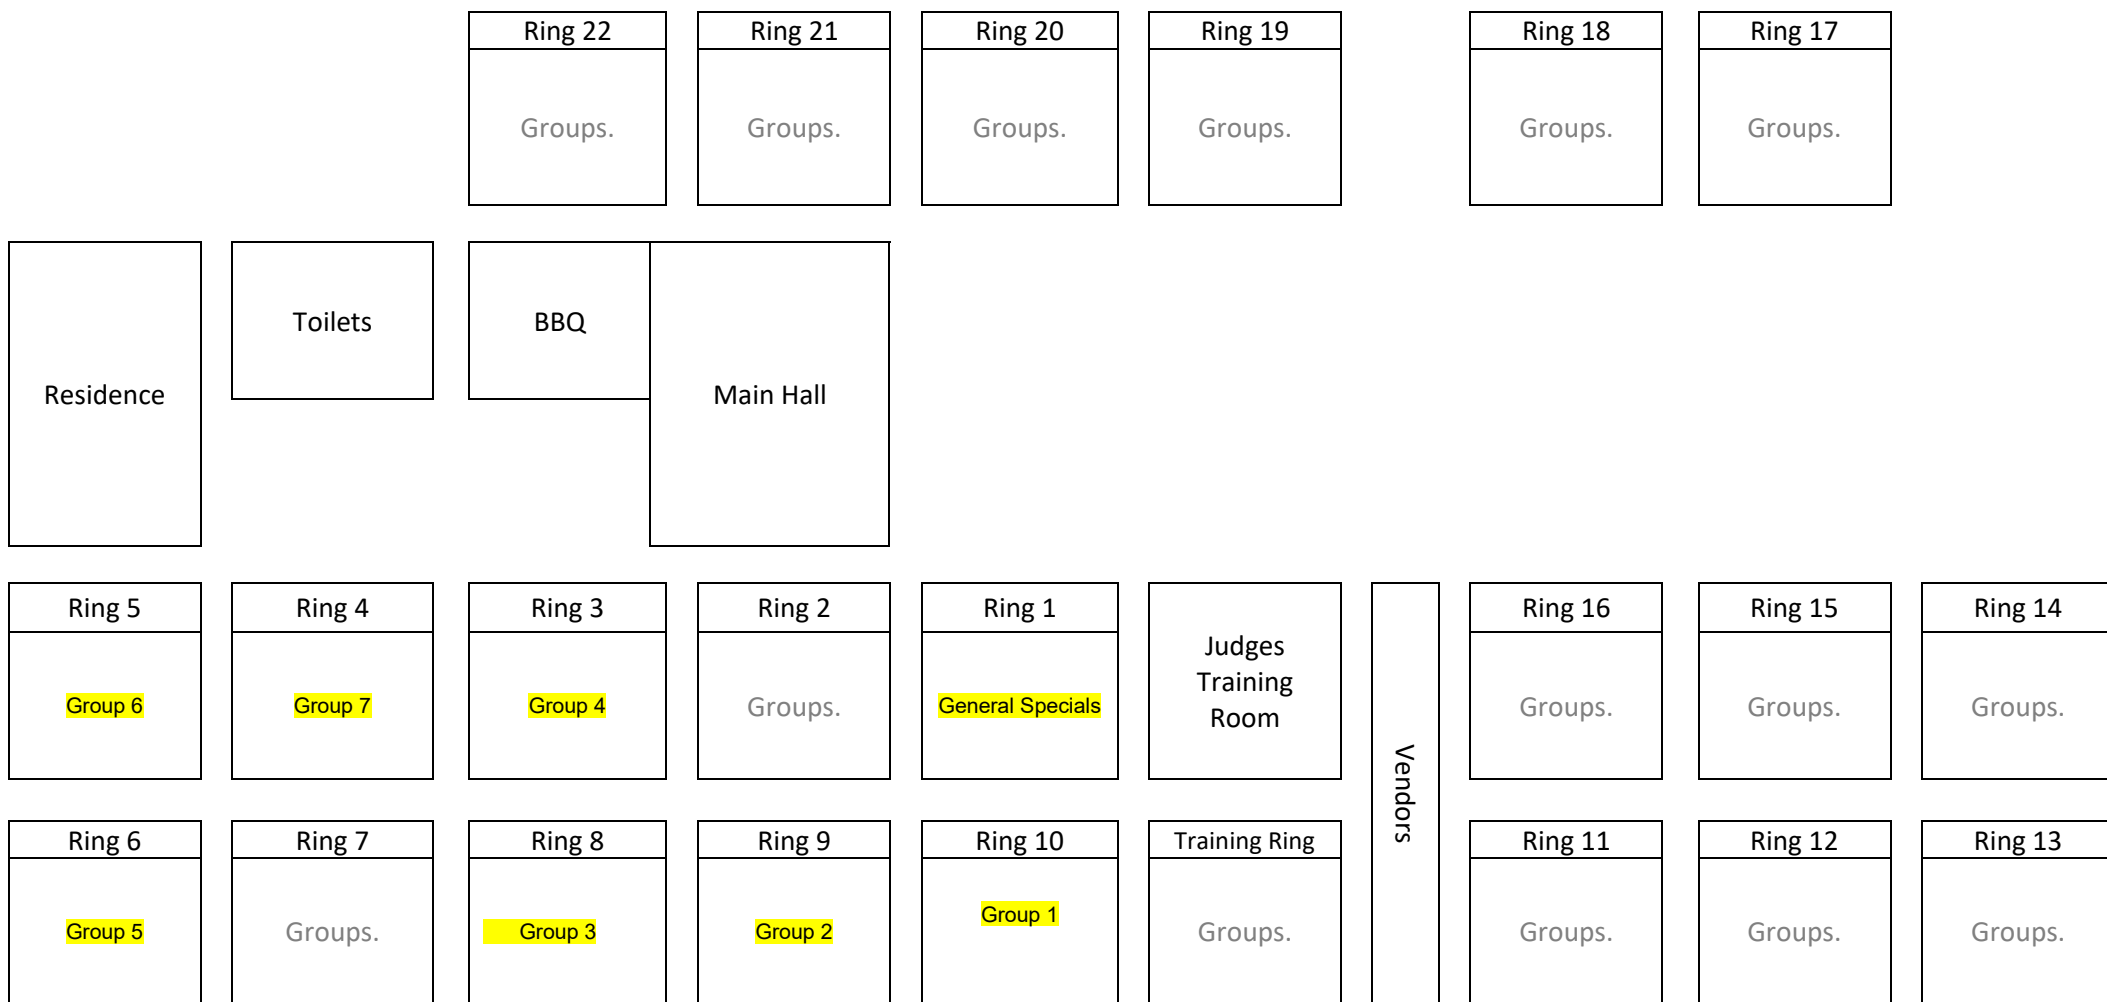 Ring 22
Ring 21
Ring 20
Ring 19
Ring 18
Ring 17
Groups.
Groups.
Groups.
Groups.
Groups.
Groups.
Residence
Toilets
BBQ
Main Hall
Ring 5
Ring 4
Ring 3
Ring 2
Ring 1
Judges
Training
Room
Vendors
Ring 16
Ring 15
Ring 14
Group 6
Group 7
Group 4
Groups.
General Specials
Groups.
Groups.
Groups.
Ring 6
Ring 7
Ring 8
Ring 9
Ring 10
Training Ring
Ring 11
Ring 12
Ring 13
Group 5
Groups.
Group 3
Group 2
Group 1
Groups.
Groups.
Groups.
Groups.